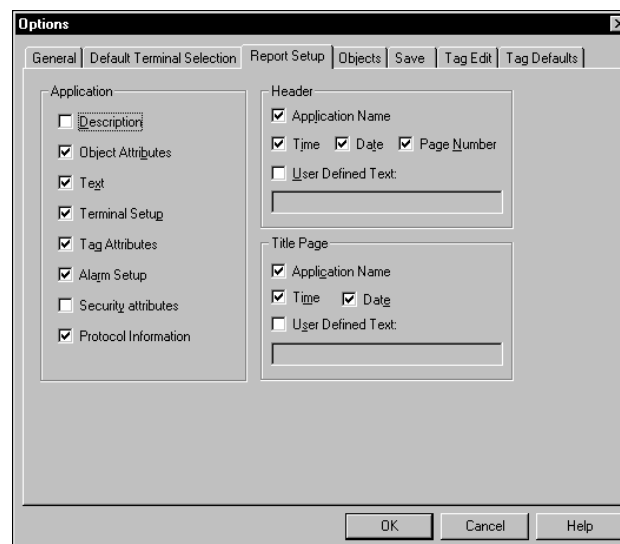 Options
General Default Terminal Selection Report Setup Objects Save Tag Edit Tag Defaults
Application
Description
Object Attributes
Text
Terminal Setup
Tag Attributes
Alarm Setup
Security attributes
Protocol Information
Header
Application Name
Time Date Page Number
User Defined Text:
Title Page
Application Name
Time Date
User Defined Text:
OK Cancel Help